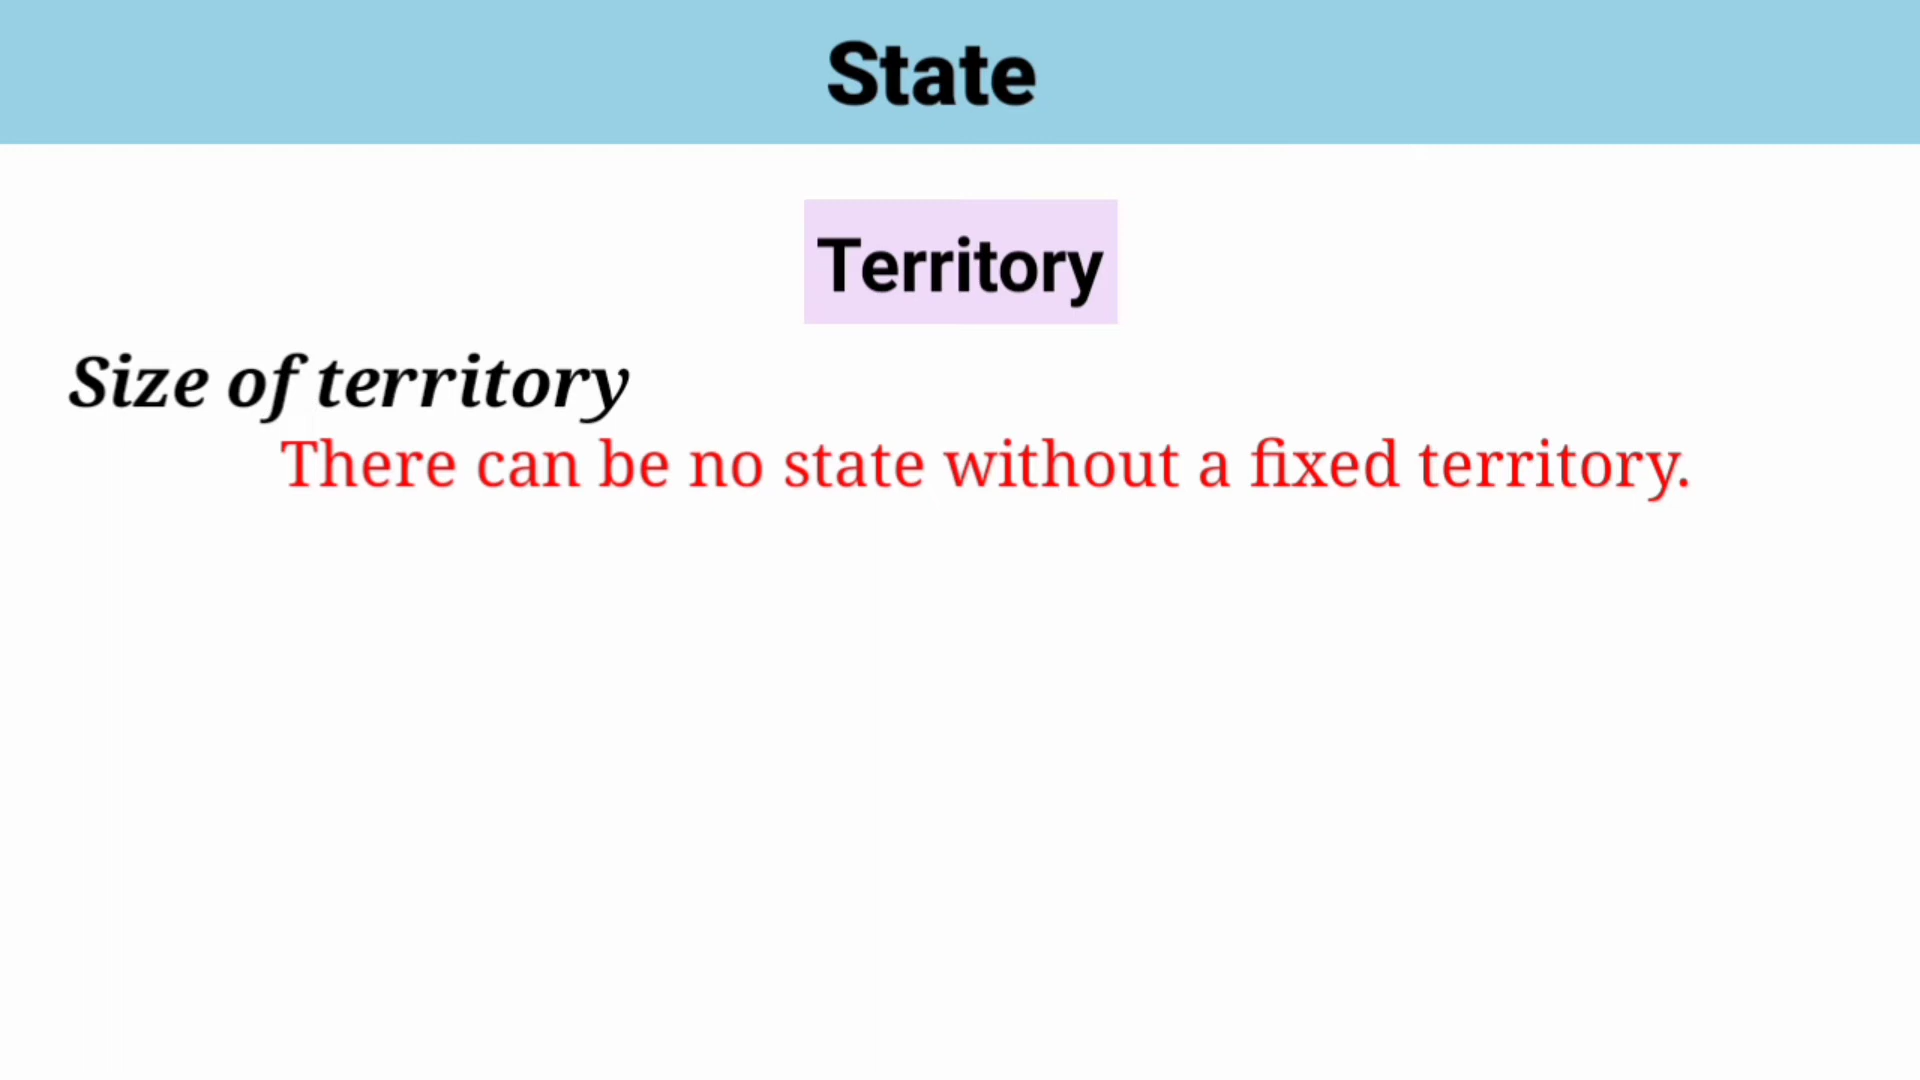 State
Territory
Size of territory
There can be no state without a fixed territory.